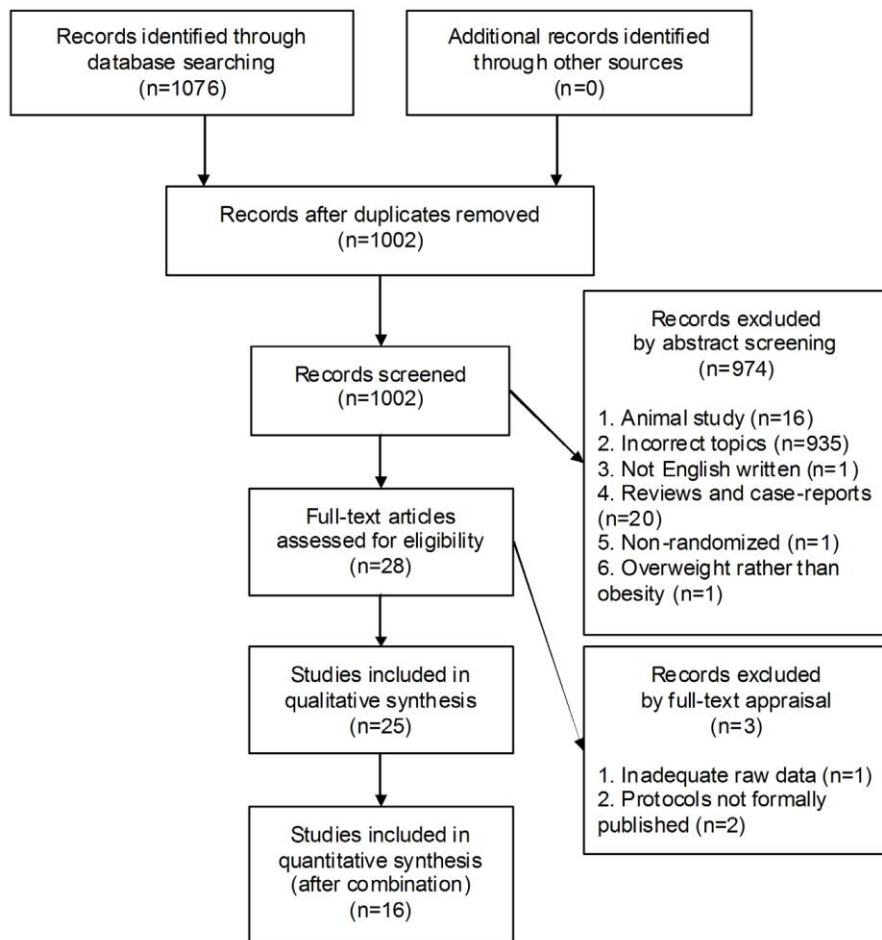 Records identified through
database searching
(n=1076)
Additional records identified
through other sources
(n=0)
Records after duplicates removed
(n=1002)
Records screened
(n=1002)
Records excluded
by abstract screening
(n=974)
1. Animal study (n=16)
2. Incorrect topics (n=935)
3. Not English written (n=1)
4. Reviews and case-reports
(n=20)
5. Non-randomized (n=1)
6. Overweight rather than
obesity (n=1)
Full-text articles
assessed for eligibility
(n=28)
Records excluded
by full-text appraisal
(n=3)
1. Inadequate raw data (n=1)
2. Protocols not formally
published (n=2)
Studies included in
qualitative synthesis
(n=25)
Studies included in
quantitative synthesis
(after combination)
(n=16)